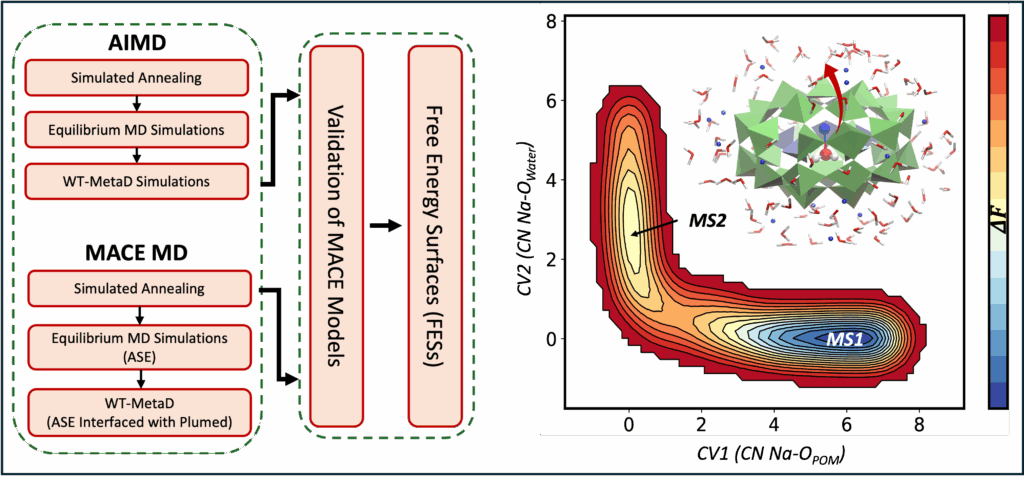 AIMD
Simulated Annealing
Equilibrium MD Simulations
WT-MetaD Simulations
MACE MD
Simulated Annealing
Equilibrium MD Simulations
(ASE)
WT-MetaD
(ASE Interfaced with Plumed)
Validation of MACE Models
Free Energy Surfaces (FESs)
8
6
4
2
0
CV2 (CN Na-OWater)
MS2
MS1
0
2
4
6
8
CV1 (CN Na-OPOM)
ΔF